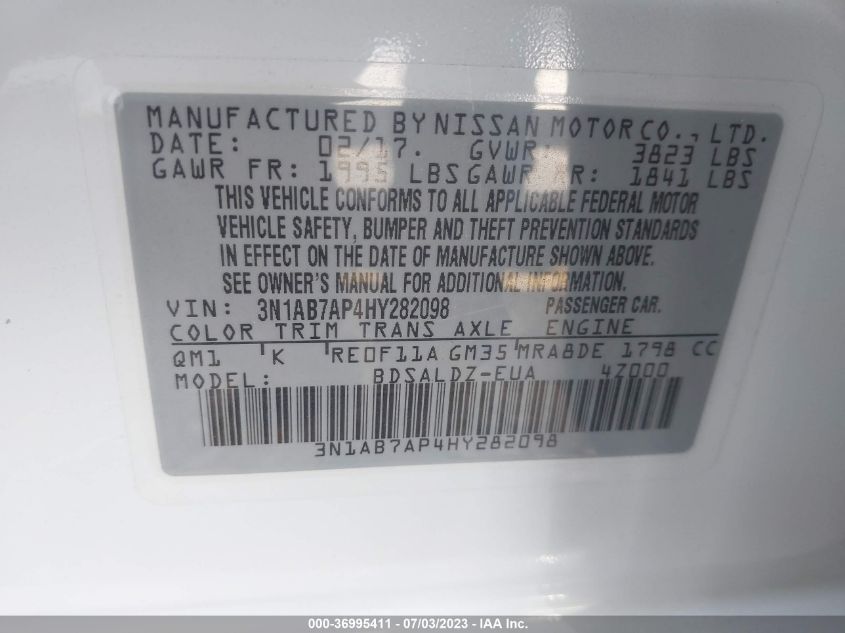 MANUFACTURED BY NISSAN MOTOR CO., LTD.
DATE: 02/17. GVWR: 3823 LBS
GAWR FR: 1995 LBS GAWR RR: 1841 LBS
THIS VEHICLE CONFORMS TO ALL APPLICABLE FEDERAL MOTOR
VEHICLE SAFETY, BUMPER AND THEFT PREVENTION STANDARDS
IN EFFECT ON THE DATE OF MANUFACTURE SHOWN ABOVE.
SEE OWNER'S MANUAL FOR ADDITIONAL INFORMATION.
VIN: 3N1AB7AP4HY282098 PASSENGER CAR.
COLOR TRIM TRANS AXLE ENGINE
QM1 K RE0F11A GM35 MRA8DE 1798 CC
MODEL: BDSALDZ-EUA 4Z000
3N1AB7AP4HY282098
000-36995411 - 07/03/2023 - IAA Inc.